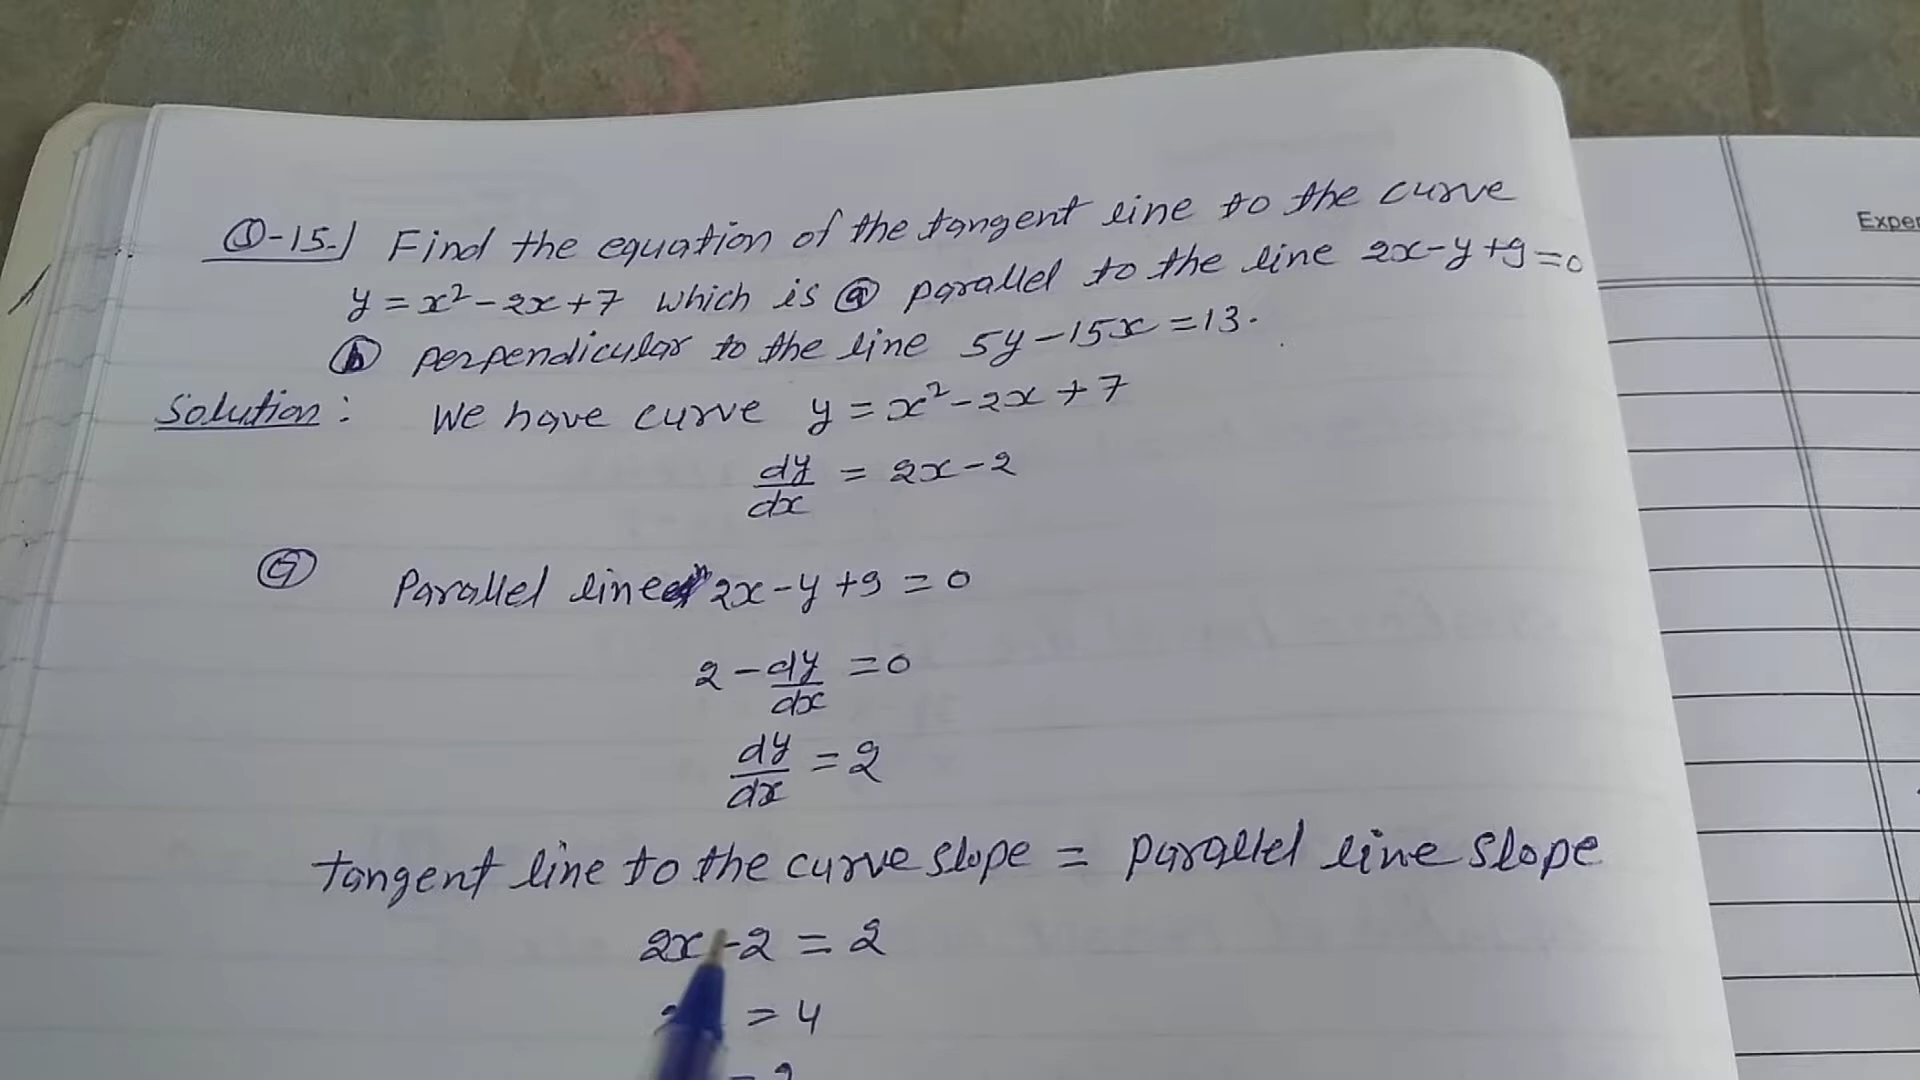 Q-15.) Find the equation of the tangent line to the curve
y = x² - 2x + 7 which is (a) parallel to the line 2x - y + 9 = 0
(b) perpendicular to the line 5y - 15x = 13.
Solution: We have curve y = x² - 2x + 7
dy/dx = 2x - 2
(a) Parallel line 2x - y + 9 = 0
2 - dy/dx = 0
dy/dx = 2
tangent line to the curve slope = parallel line slope
2x - 2 = 2
= 4